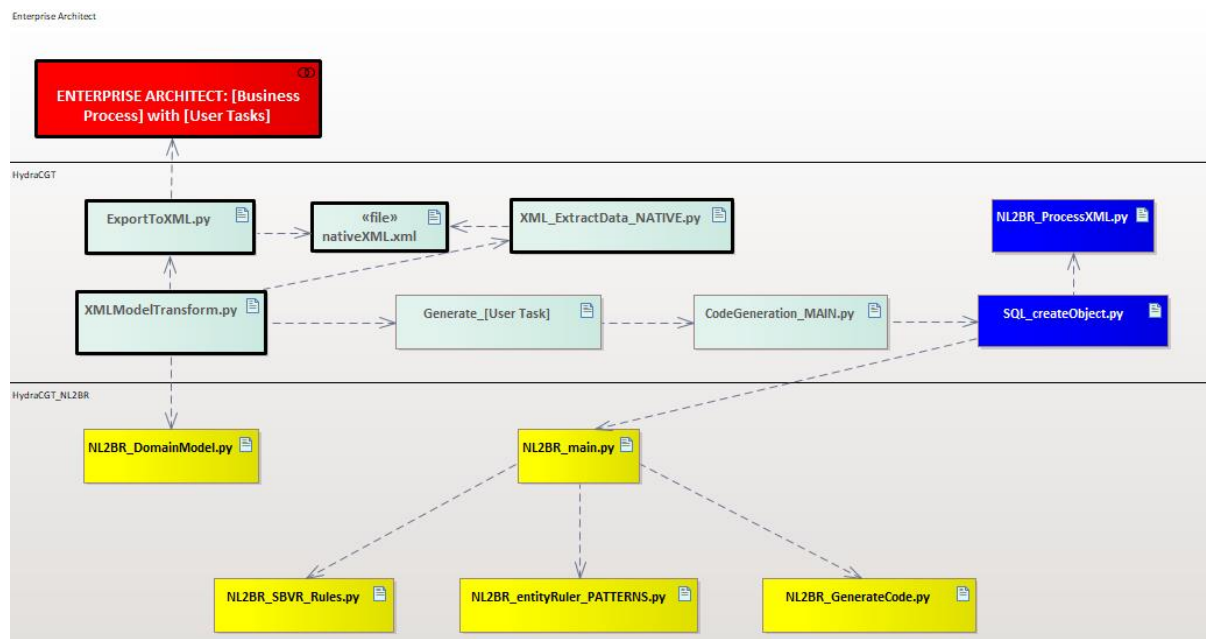 Enterprise Architect
ENTERPRISE ARCHITECT: [Business
Process] with [User Tasks]
HydraCGT
ExportToXML.py
«file»
nativeXML.xml
XML_ExtractData_NATIVE.py
NL2BR_ProcessXML.py
XMLModelTransform.py
Generate_[User Task]
CodeGeneration_MAIN.py
SQL_createObject.py
HydraCGT_NL2BR
NL2BR_DomainModel.py
NL2BR_main.py
NL2BR_SBVR_Rules.py
NL2BR_entityRuler_PATTERNS.py
NL2BR_GenerateCode.py